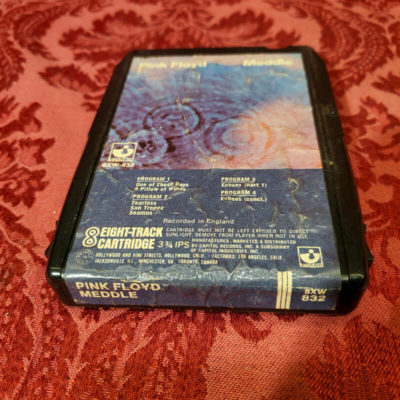 Pink Floyd Meddle
8XW-832
PROGRAM 1
One of These Days
A Pillow of Winds
PROGRAM 2
Fearless
San Tropez
Seamus
PROGRAM 3
Echoes (Part 1)
PROGRAM 4
Echoes (concl.)
Recorded in England
8 EIGHT-TRACK CARTRIDGE 3 ¾ IPS
CARTRIDGE MUST NOT BE LEFT EXPOSED TO DIRECT
SUNLIGHT. REMOVE FROM PLAYER WHEN NOT IN USE
MANUFACTURED, MARKETED & DISTRIBUTED
BY CAPITOL RECORDS, INC. A SUBSIDIARY
OF CAPITOL INDUSTRIES, INC.
HOLLYWOOD AND VINE STREETS, HOLLYWOOD, CALIF. · FACTORIES: LOS ANGELES, CALIF.
JACKSONVILLE, ILL. WINCHESTER, VA. TORONTO, CANADA
PINK FLOYD
MEDDLE
8XW
832